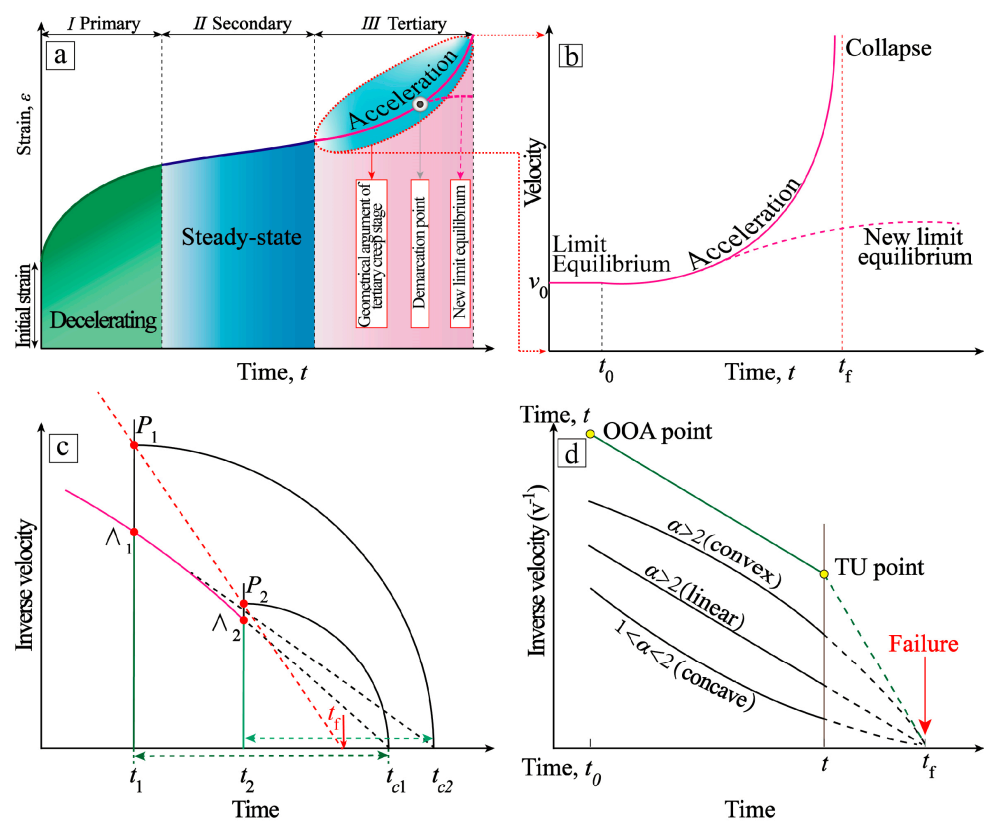 I Primary
II Secondary
III Tertiary
a
Strain, ε
Initial strain
Decelerating
Steady-state
Acceleration
Geometrical argument of
tertiary creep stage
Demarcation point
New limit equilibrium
Time, t
b
Velocity
v0
Limit
Equilibrium
Acceleration
Collapse
New limit
equilibrium
t0
Time, t
tf
c
Inverse velocity
P1
Λ1
P2
Λ2
tf
t1
t2
tc1
tc2
Time
Time, t
d
Inverse velocity (v-1)
OOA point
α>2(convex)
α>2(linear)
1<α<2(concave)
TU point
Failure
Time, t0
t
tf
Time